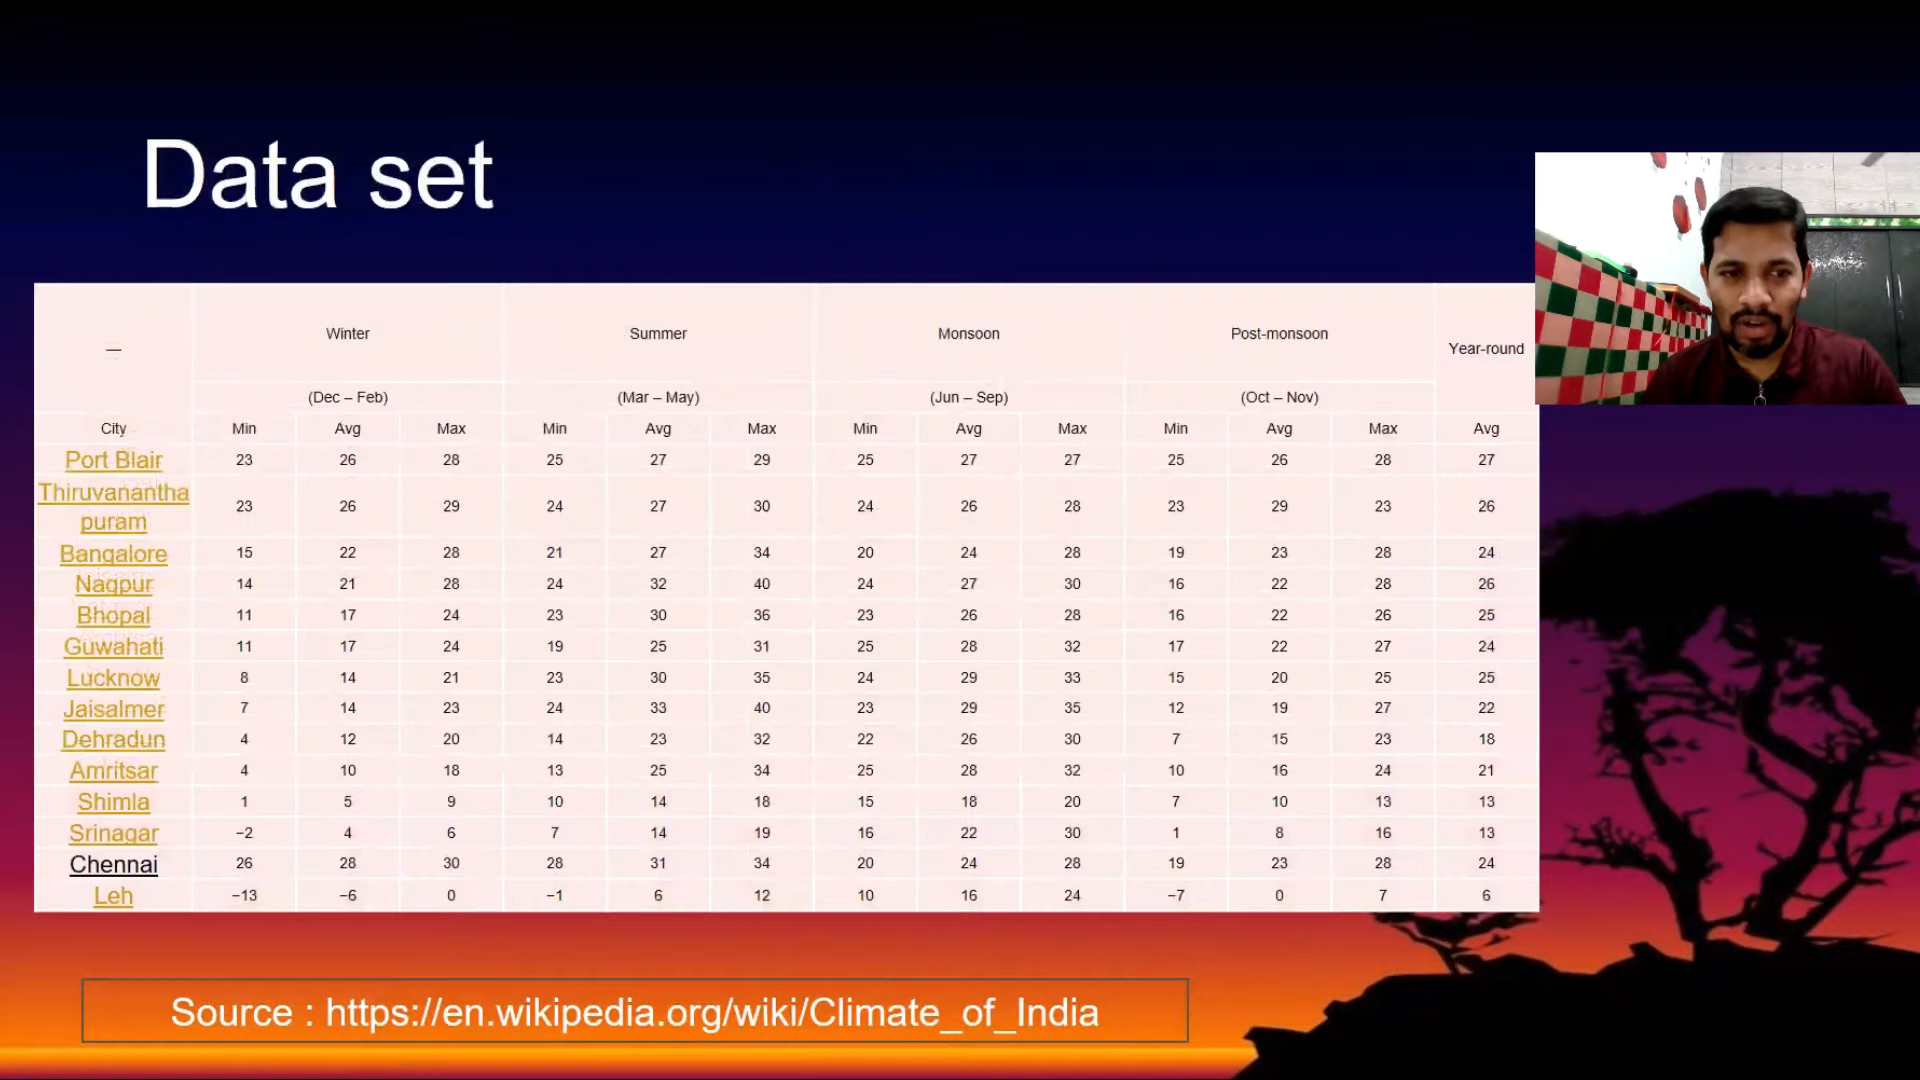 Data set
— Winter Summer Monsoon Post-monsoon Year-round
(Dec – Feb) (Mar – May) (Jun – Sep) (Oct – Nov)
City Min Avg Max Min Avg Max Min Avg Max Min Avg Max Avg
Port Blair 23 26 28 25 27 29 25 27 27 25 26 28 27
Thiruvanantha
puram 23 26 29 24 27 30 24 26 28 23 29 23 26
Bangalore 15 22 28 21 27 34 20 24 28 19 23 28 24
Nagpur 14 21 28 24 32 40 24 27 30 16 22 28 26
Bhopal 11 17 24 23 30 36 23 26 28 16 22 26 25
Guwahati 11 17 24 19 25 31 25 28 32 17 22 27 24
Lucknow 8 14 21 23 30 35 24 29 33 15 20 25 25
Jaisalmer 7 14 23 24 33 40 23 29 35 12 19 27 22
Dehradun 4 12 20 14 23 32 22 26 30 7 15 23 18
Amritsar 4 10 18 13 25 34 25 28 32 10 16 24 21
Shimla 1 5 9 10 14 18 15 18 20 7 10 13 13
Srinagar −2 4 6 7 14 19 16 22 30 1 8 16 13
Chennai 26 28 30 28 31 34 20 24 28 19 23 28 24
Leh −13 −6 0 −1 6 12 10 16 24 −7 0 7 6
Source : https://en.wikipedia.org/wiki/Climate_of_India